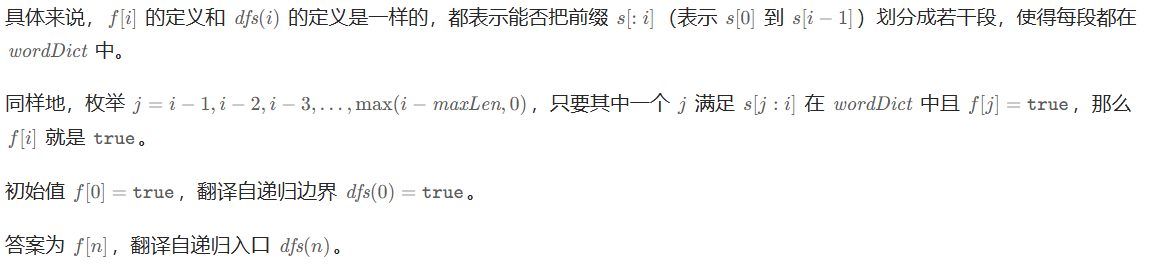 具体来说，f[i] 的定义和 dfs(i) 的定义是一样的，都表示能否把前缀 s[: i]（表示 s[0] 到 s[i − 1]）划分成若干段，使得每段都在
wordDict 中。
同样地，枚举 j = i − 1, i − 2, i − 3, …, max(i − maxLen, 0)，只要其中一个 j 满足 s[j : i] 在 wordDict 中且 f[j] = true，那么
f[i] 就是 true。
初始值 f[0] = true，翻译自递归边界 dfs(0) = true。
答案为 f[n]，翻译自递归入口 dfs(n)。